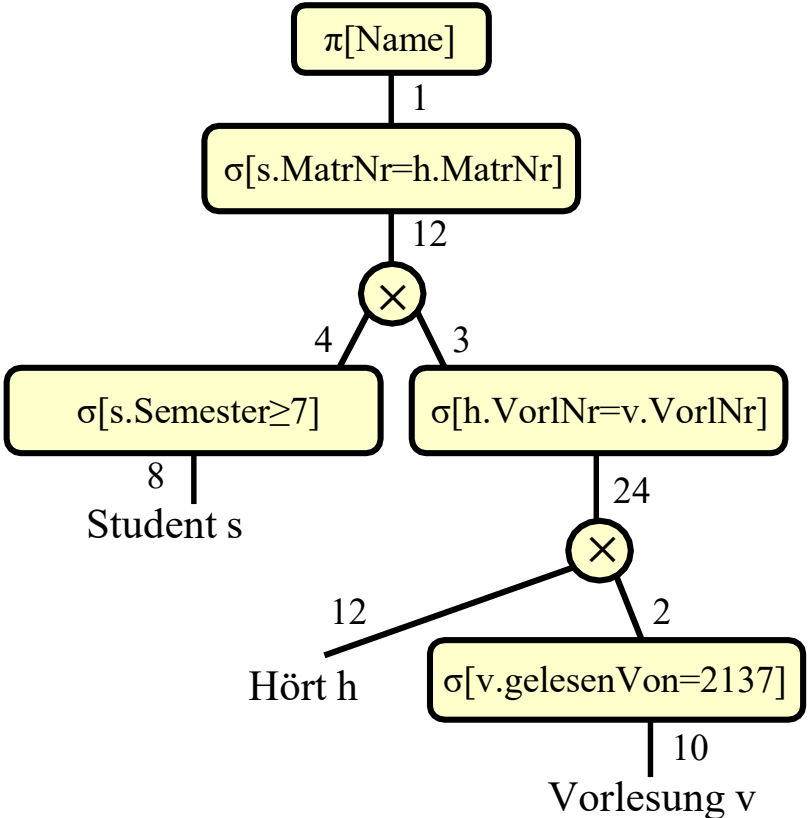 π[Name]
1
σ[s.MatrNr=h.MatrNr]
12
×
4
3
σ[s.Semester≥7]
σ[h.VorlNr=v.VorlNr]
8
24
Student s
×
12
2
Hört h
σ[v.gelesenVon=2137]
10
Vorlesung v